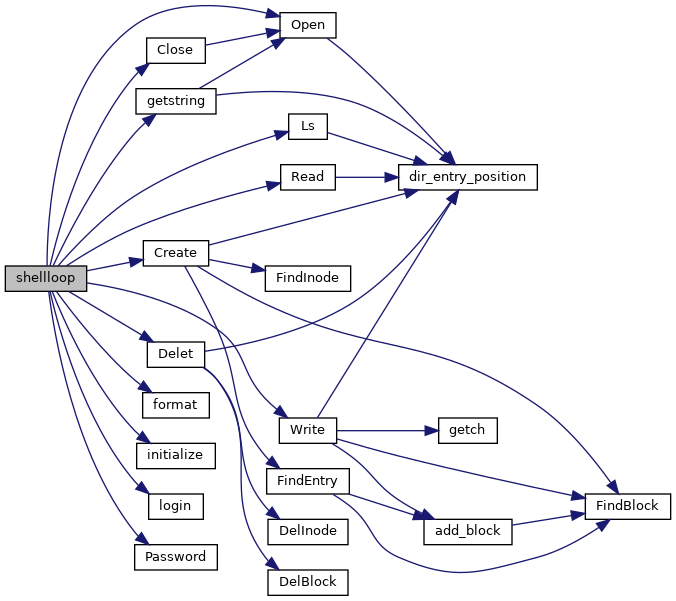 Open
Close
getstring
Ls
Read
dir_entry_position
Create
shellloop
FindInode
Delet
format
Write
getch
initialize
FindEntry
login
FindBlock
DelInode
add_block
Password
DelBlock